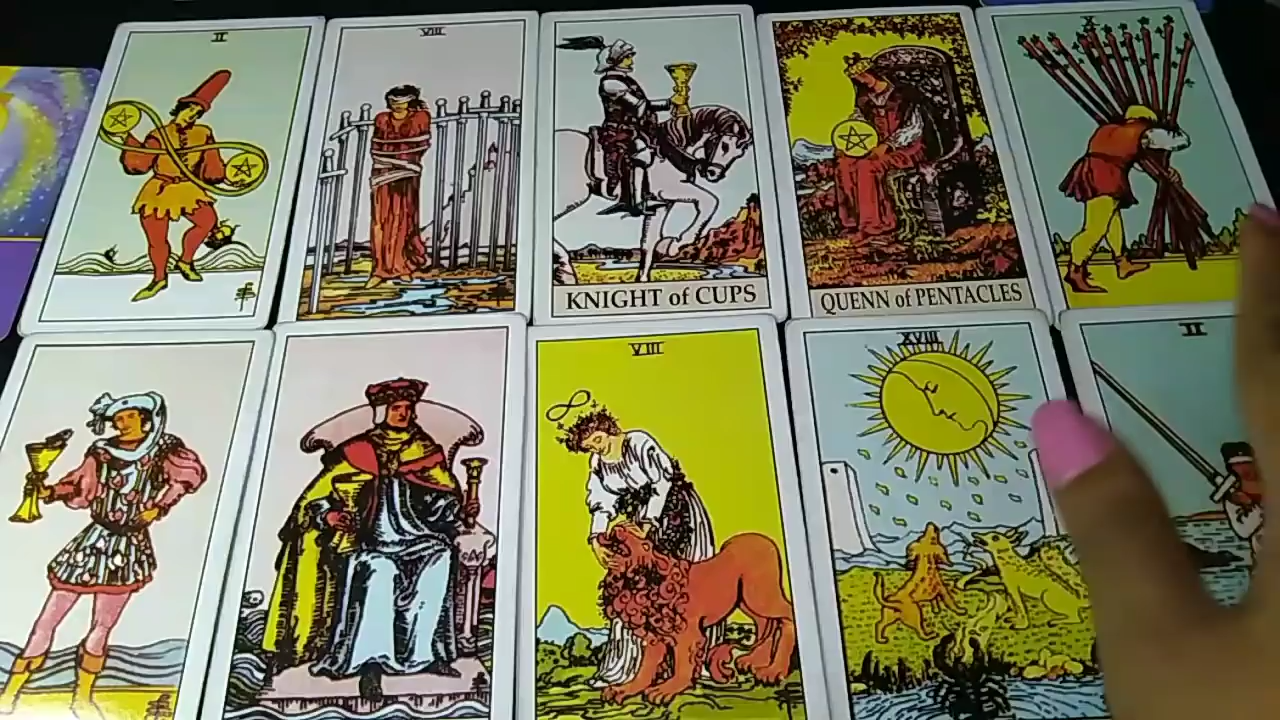 II
VIII
X
KNIGHT of CUPS
QUENN of PENTACLES
VIII
XVIII
II